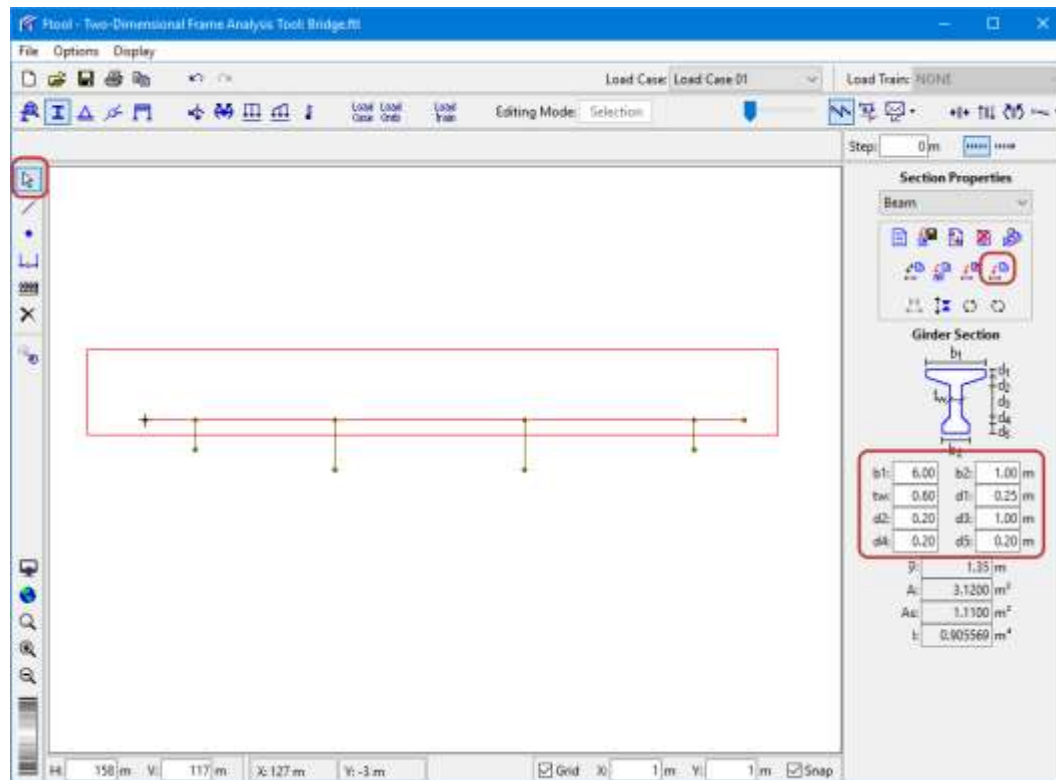 Ftool - Two-Dimensional Frame Analysis Tool: Bridge.ftl
File Options Display
Load Case: Load Case 01 Load Train: NONE
Load Case Load Grids Load Train Editing Mode: Selection
Step: 0 m
Section Properties
Beam
Girder Section
b1
d1
d2
tw d3
d4
d5
b2
b1: 6.00 b2: 1.00 m
tw: 0.60 d1: 0.25 m
d2: 0.20 d3: 1.00 m
d4: 0.20 d5: 0.20 m
ȳ: 1.35 m
A: 3.1200 m²
As: 1.1100 m²
I: 0.905569 m⁴
H: 158 m V: 117 m X: 127 m Y: -3 m Grid X: 1 m Y: 1 m Snap